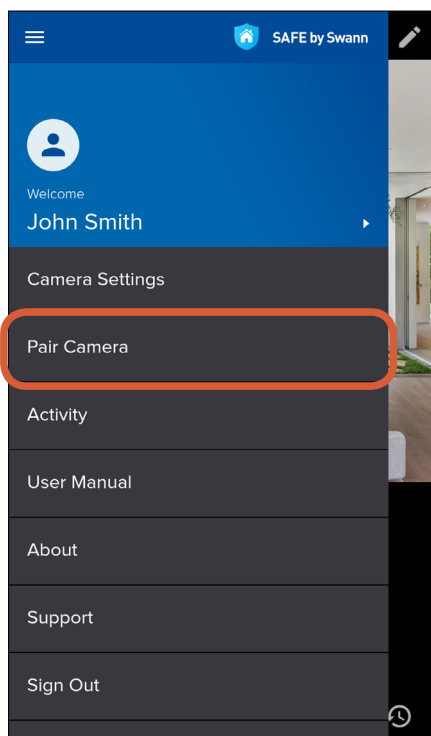 SAFE by Swann
Welcome
John Smith
Camera Settings
Pair Camera
Activity
User Manual
About
Support
Sign Out